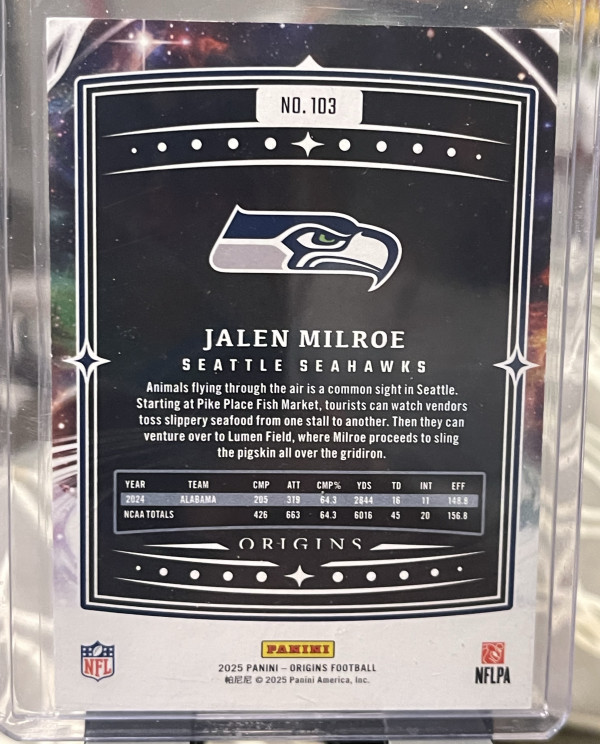 NO. 103
JALEN MILROE
SEATTLE SEAHAWKS
Animals flying through the air is a common sight in Seattle.
Starting at Pike Place Fish Market, tourists can watch vendors
toss slippery seafood from one stall to another. Then they can
venture over to Lumen Field, where Milroe proceeds to sling
the pigskin all over the gridiron.
YEAR TEAM CMP ATT CMP% YDS TD INT EFF
2024 ALABAMA 205 319 64.3 2844 16 11 148.8
NCAA TOTALS 426 663 64.3 6016 45 20 156.8
ORIGINS
NFL
PANINI
NFLPA
2025 PANINI – ORIGINS FOOTBALL
帕尼尼 © 2025 Panini America, Inc.